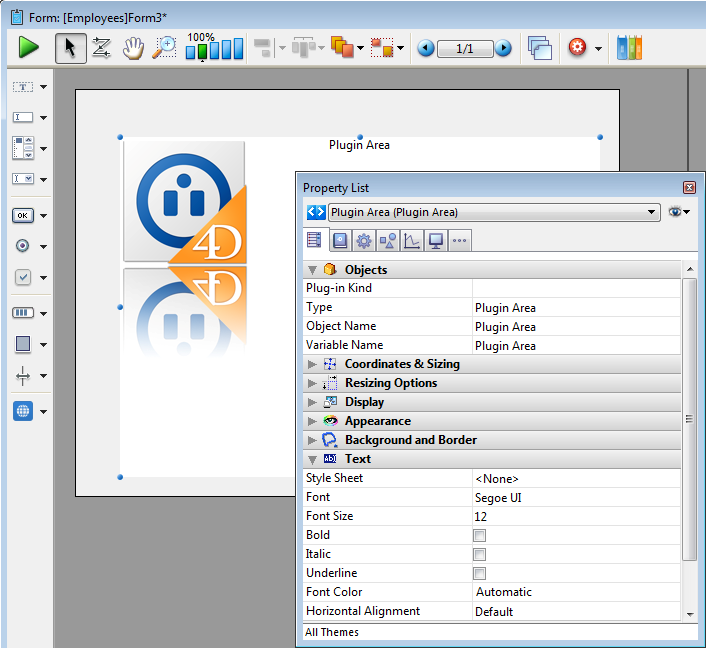 Form: [Employees]Form3*
100%
1/1
T
I
I
OK
Plugin Area
4D
4D
Property List
Plugin Area (Plugin Area)
Objects
Plug-in Kind
Type Plugin Area
Object Name Plugin Area
Variable Name Plugin Area
Coordinates & Sizing
Resizing Options
Display
Appearance
Background and Border
Text
Style Sheet <None>
Font Segoe UI
Font Size 12
Bold
Italic
Underline
Font Color Automatic
Horizontal Alignment Default
All Themes